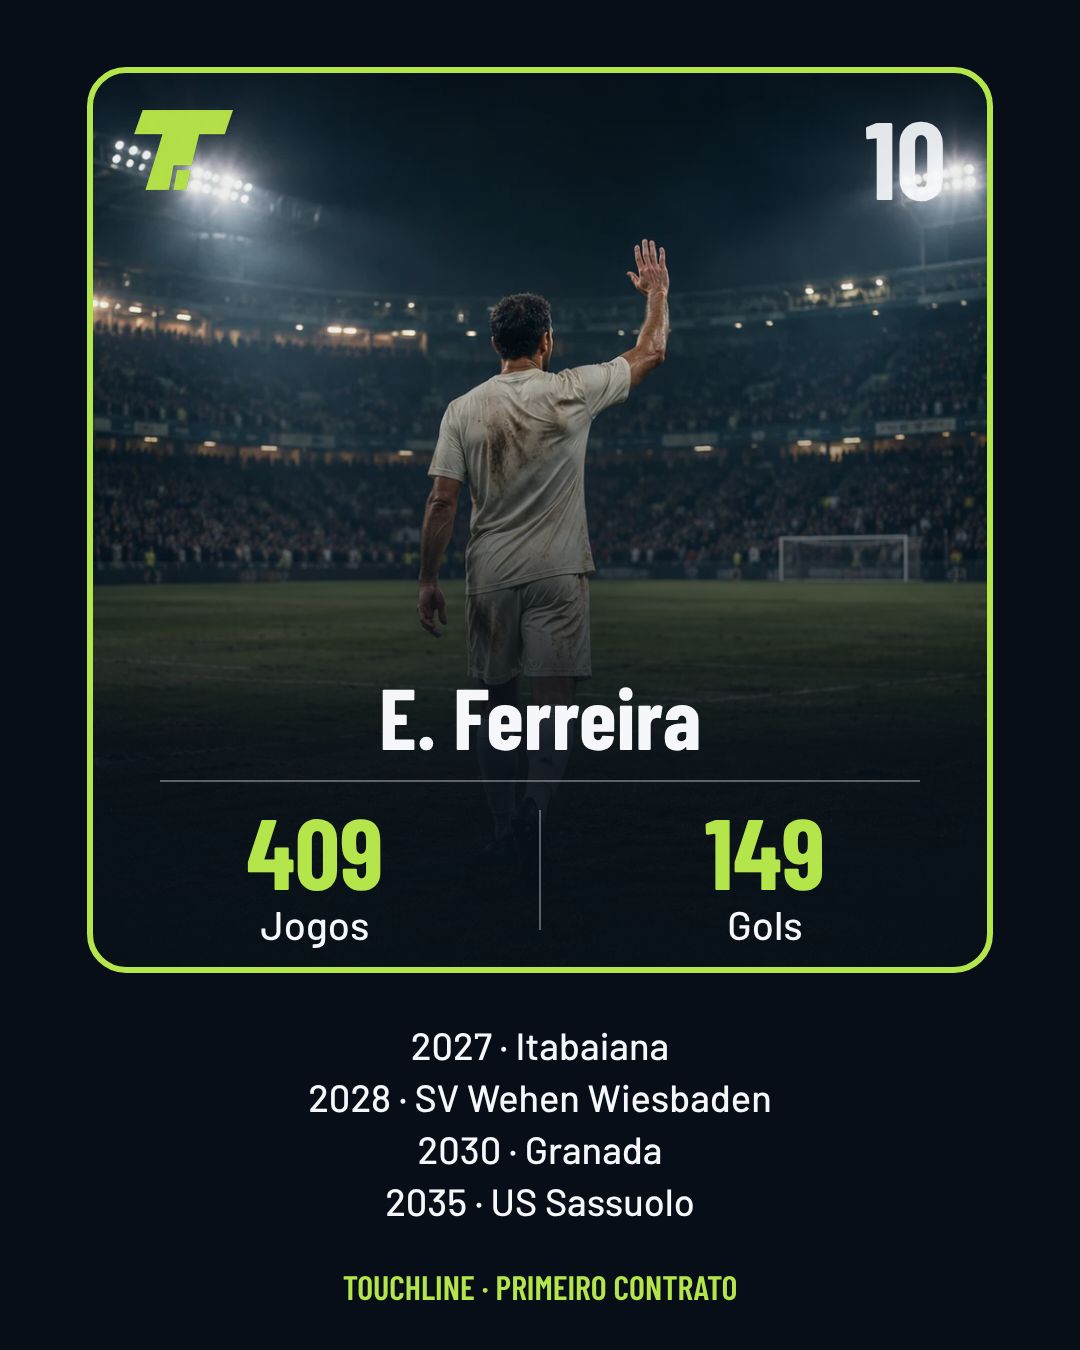 T.
10
E. Ferreira
409
Jogos
149
Gols
2027 · Itabaiana
2028 · SV Wehen Wiesbaden
2030 · Granada
2035 · US Sassuolo
TOUCHLINE · PRIMEIRO CONTRATO